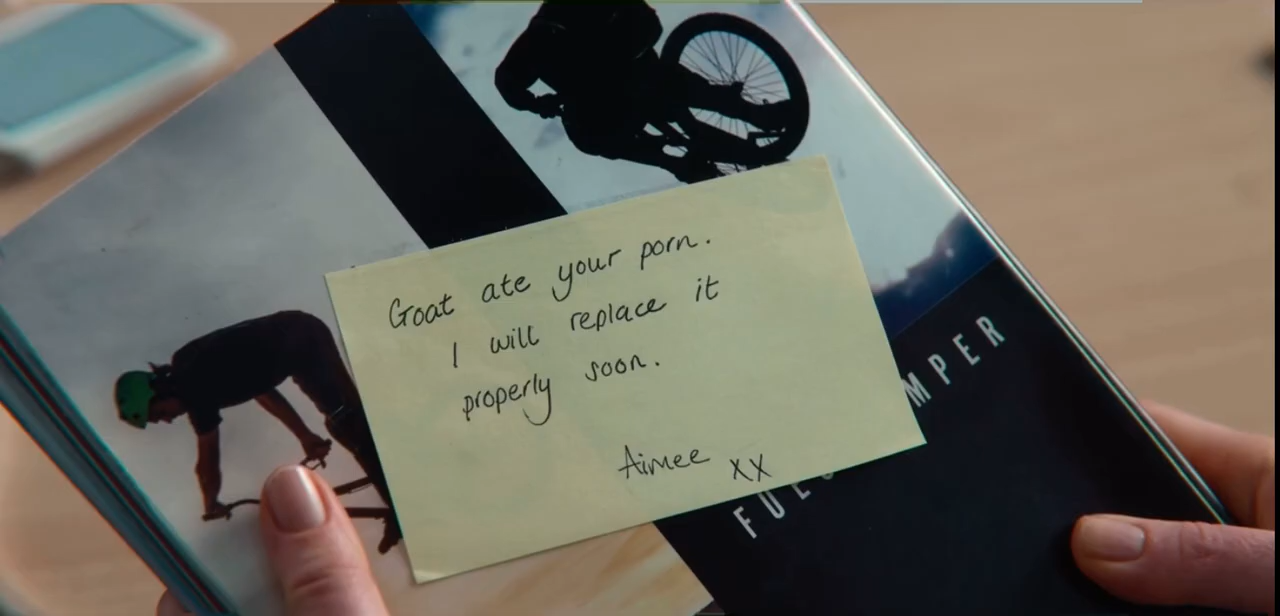 Goat ate your porn.
I will replace it
properly soon.
Aimee xx